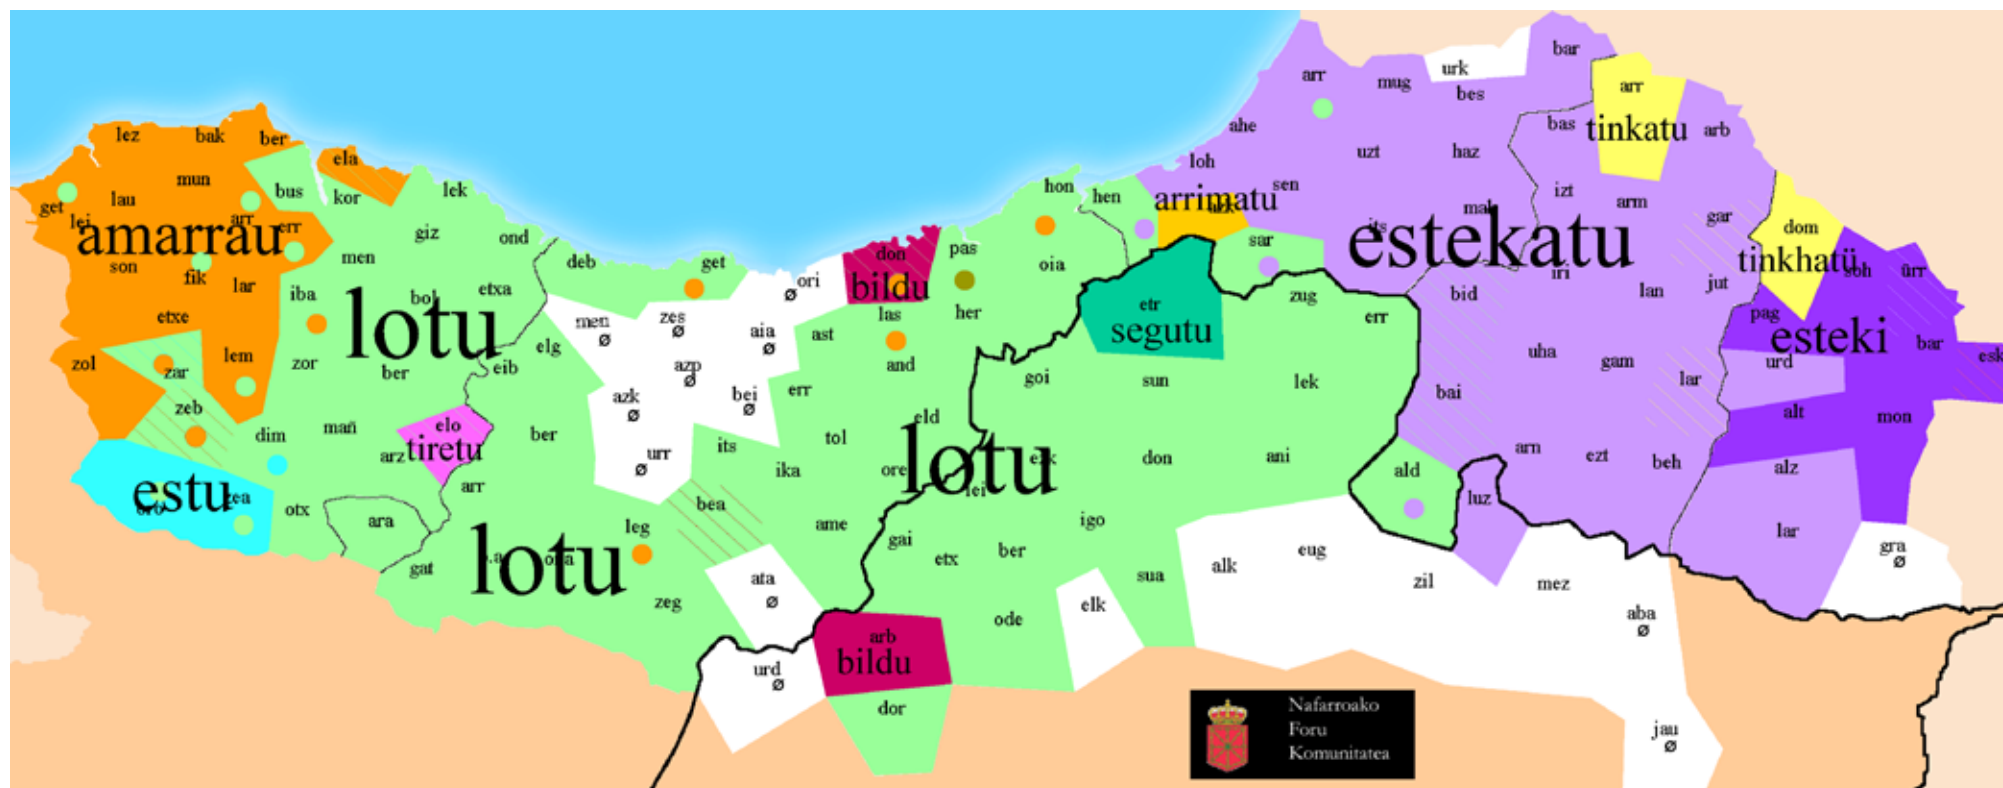 bar
arr
mug
urk
bes
arr
tinkatu
lez
bak
ber
ahe
bas
arb
ela
loh
uzt
haz
mun
bus
kor
lek
hon
hen
sen
izt
arm
lau
get
lei
arr
err
arrimatu
gar
amarrau
giz
ond
pas
sar
estekatu
dom
tinkhatü
son
fik
lar
men
deb
get
don
oia
iri
lan
jut
ürr
ori
Ø
bildu
etxe
iba
bol
etxa
lotu
men
Ø
zes
Ø
aia
Ø
ast
las
her
etr
segutu
zug
err
bid
pag
esteki
bar
esk
zol
zar
lem
zor
ber
elg
eib
azp
Ø
and
goi
sun
lek
uha
gam
lar
urd
zeb
azk
Ø
bei
Ø
err
bai
alt
mon
dim
mañ
elo
tiretu
arz
ber
its
tol
eld
lotu
ore
don
ani
ald
arn
ezt
beh
alz
estu
zea
otx
ara
arr
urr
Ø
ika
bea
lei
luz
leg
ame
gai
igo
lar
gat
lotu
zeg
ata
Ø
etx
ber
sua
alk
eug
zil
mez
gra
Ø
elk
ode
aba
Ø
urd
Ø
arb
bildu
dor
jau
Ø
Nafarroako
Foru
Komunitatea